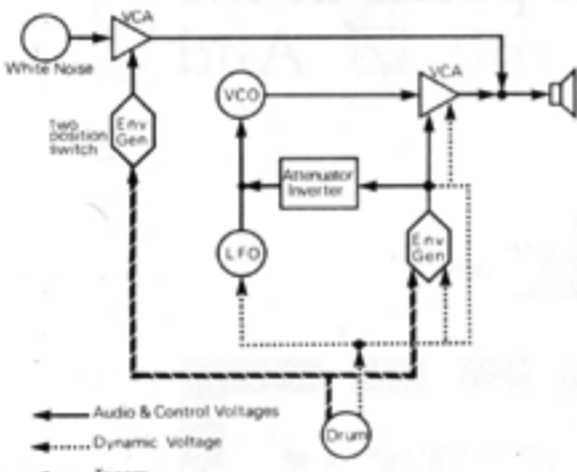 VCA
White Noise
Two
position
switch
Env
Gen
VCO
VCA
Attenuator
Inverter
LFO
Env
Gen
Audio & Control Voltages
Dynamic Voltage
Drum